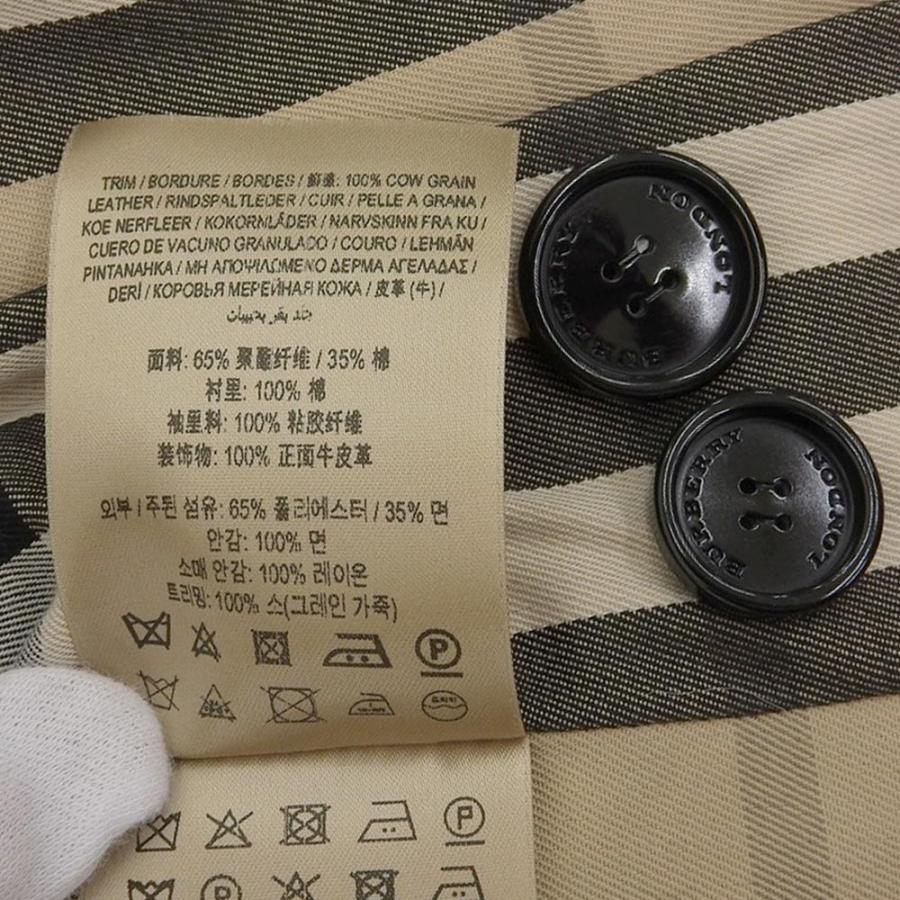 TRIM / BORDURE / BORDES / 飾邊: 100% COW GRAIN
LEATHER / RINDSPALTLEDER / CUIR / PELLE A GRANA /
KOE NERFLEER / KOKORNLÄDER / NARVSKINN FRA KU /
CUERO DE VACUNO GRANULADO / COURO / LEHMÄN
PINTANAHKA / ΜΗ ΑΠΟΨΙΛΩΜΕΝΟ ΔΕΡΜΑ ΑΓΕΛΑΔΑΣ /
DERİ / КОРОВЬЯ МЕРЕЙНАЯ КОЖА / 皮革 (牛) /
جلد بقر بحبيبات
面料: 65% 聚酯纤维 / 35% 棉
衬里: 100% 棉
袖里料: 100% 粘胶纤维
装饰物: 100% 正面牛皮革
외부 / 주된 섬유: 65% 폴리에스터 / 35% 면
안감: 100% 면
소매 안감: 100% 레이온
트리밍: 100% 소(그레인 가죽)
P
P
P
BURBERRY LONDON
BURBERRY LONDON